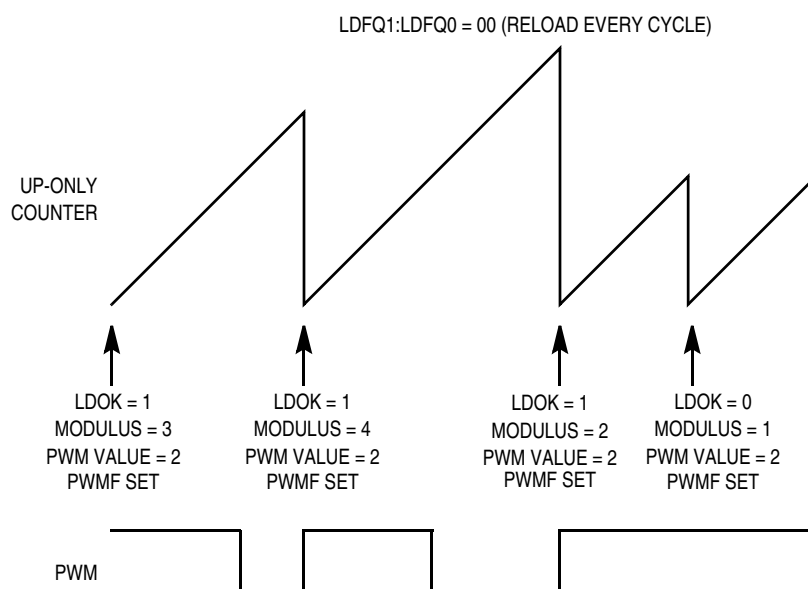 LDFQ1:LDFQ0 = 00 (RELOAD EVERY CYCLE)
UP-ONLY
COUNTER
LDOK = 1
MODULUS = 3
PWM VALUE = 2
PWMF SET
LDOK = 1
MODULUS = 4
PWM VALUE = 2
PWMF SET
LDOK = 1
MODULUS = 2
PWM VALUE = 2
PWMF SET
LDOK = 0
MODULUS = 1
PWM VALUE = 2
PWMF SET
PWM